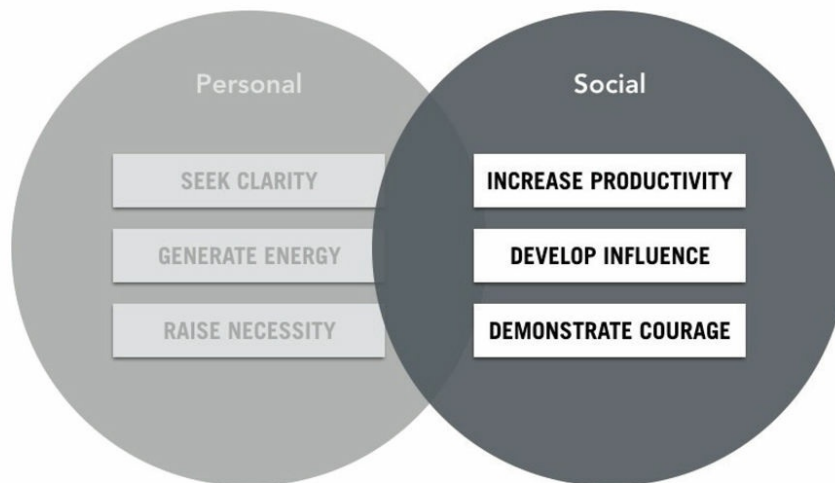 Personal
SEEK CLARITY
GENERATE ENERGY
RAISE NECESSITY
Social
INCREASE PRODUCTIVITY
DEVELOP INFLUENCE
DEMONSTRATE COURAGE